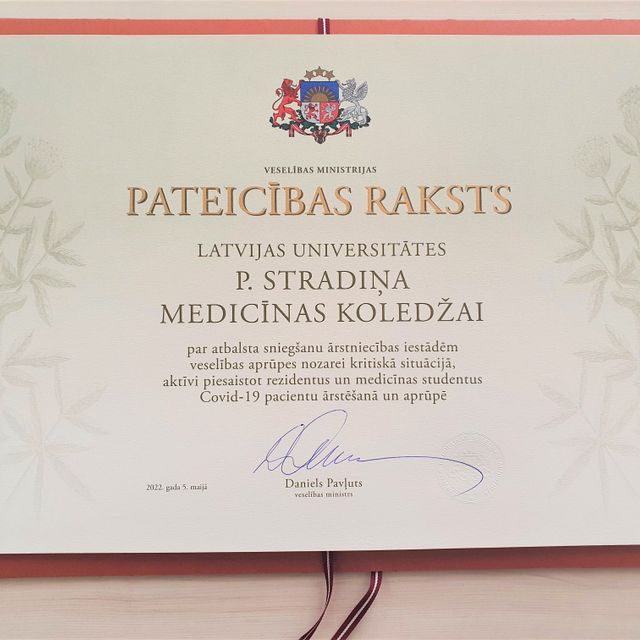 VESELĪBAS MINISTRIJAS
PATEICĪBAS RAKSTS
LATVIJAS UNIVERSITĀTES
P. STRADIŅA
MEDICĪNAS KOLEDŽAI
par atbalsta sniegšanu ārstniecības iestādēm
veselības aprūpes nozarei kritiskā situācijā,
aktīvi piesaistot rezidentus un medicīnas studentus
Covid-19 pacientu ārstēšanā un aprūpē
2022. gada 5. maijā
Daniels Pavļuts
veselības ministrs